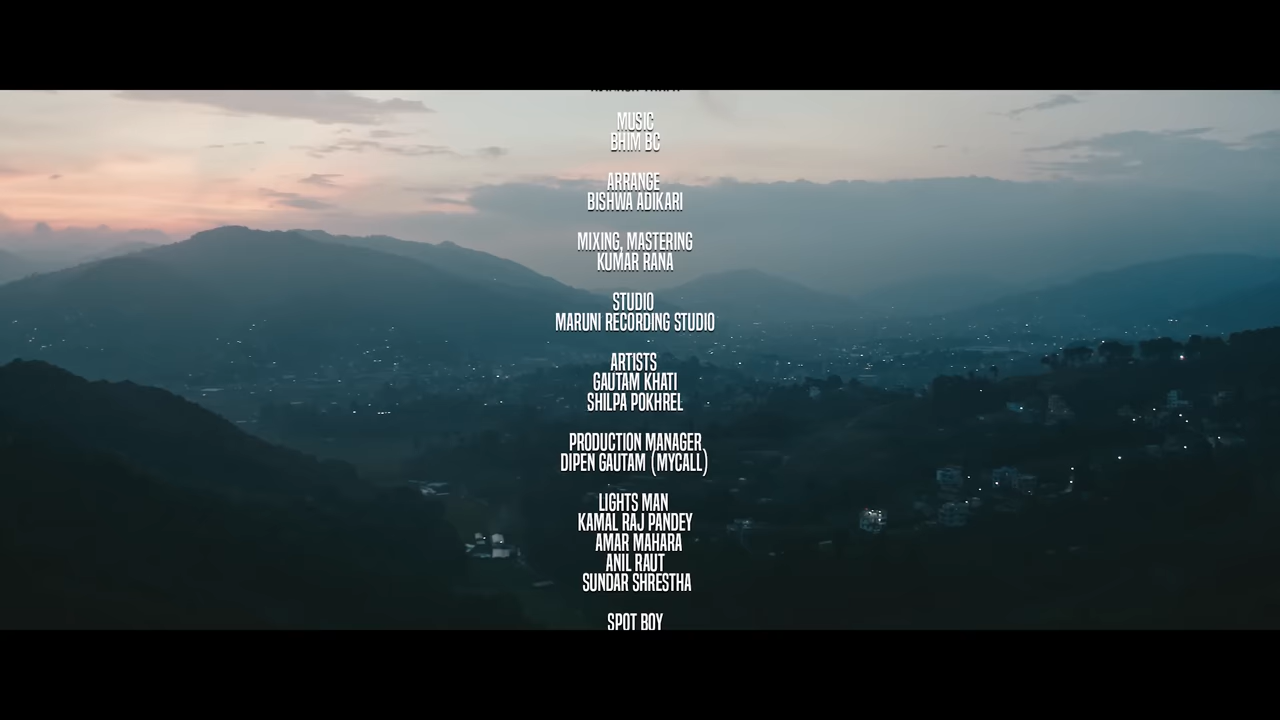 MUSIC
BHIM BC
ARRANGE
BISHWA ADIKARI
MIXING, MASTERING
KUMAR RANA
STUDIO
MARUNI RECORDING STUDIO
ARTISTS
GAUTAM KHATI
SHILPA POKHREL
PRODUCTION MANAGER
DIPEN GAUTAM (MYCALL)
LIGHTS MAN
KAMAL RAJ PANDEY
AMAR MAHARA
ANIL RAUT
SUNDAR SHRESTHA
SPOT BOY